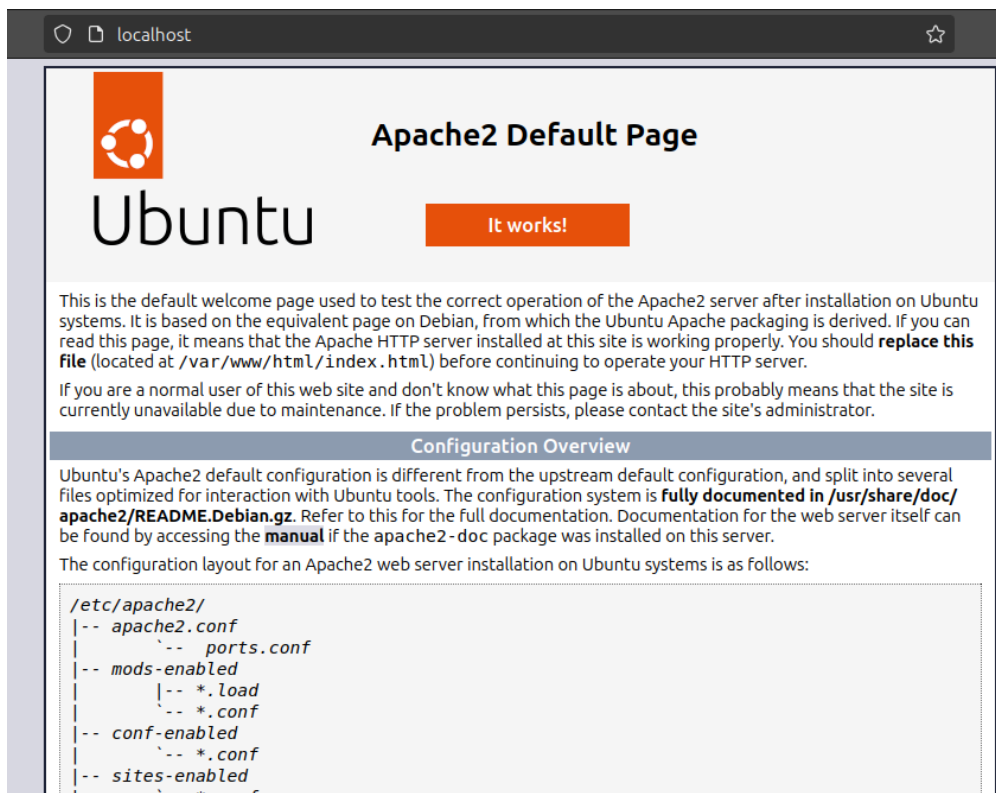 localhost
Apache2 Default Page
Ubuntu
It works!
This is the default welcome page used to test the correct operation of the Apache2 server after installation on Ubuntu
systems. It is based on the equivalent page on Debian, from which the Ubuntu Apache packaging is derived. If you can
read this page, it means that the Apache HTTP server installed at this site is working properly. You should replace this
file (located at /var/www/html/index.html) before continuing to operate your HTTP server.
If you are a normal user of this web site and don't know what this page is about, this probably means that the site is
currently unavailable due to maintenance. If the problem persists, please contact the site's administrator.
Configuration Overview
Ubuntu's Apache2 default configuration is different from the upstream default configuration, and split into several
files optimized for interaction with Ubuntu tools. The configuration system is fully documented in /usr/share/doc/
apache2/README.Debian.gz. Refer to this for the full documentation. Documentation for the web server itself can
be found by accessing the manual if the apache2-doc package was installed on this server.
The configuration layout for an Apache2 web server installation on Ubuntu systems is as follows:
/etc/apache2/
|-- apache2.conf
|       `--  ports.conf
|-- mods-enabled
|       |-- *.load
|       `-- *.conf
|-- conf-enabled
|       `-- *.conf
|-- sites-enabled